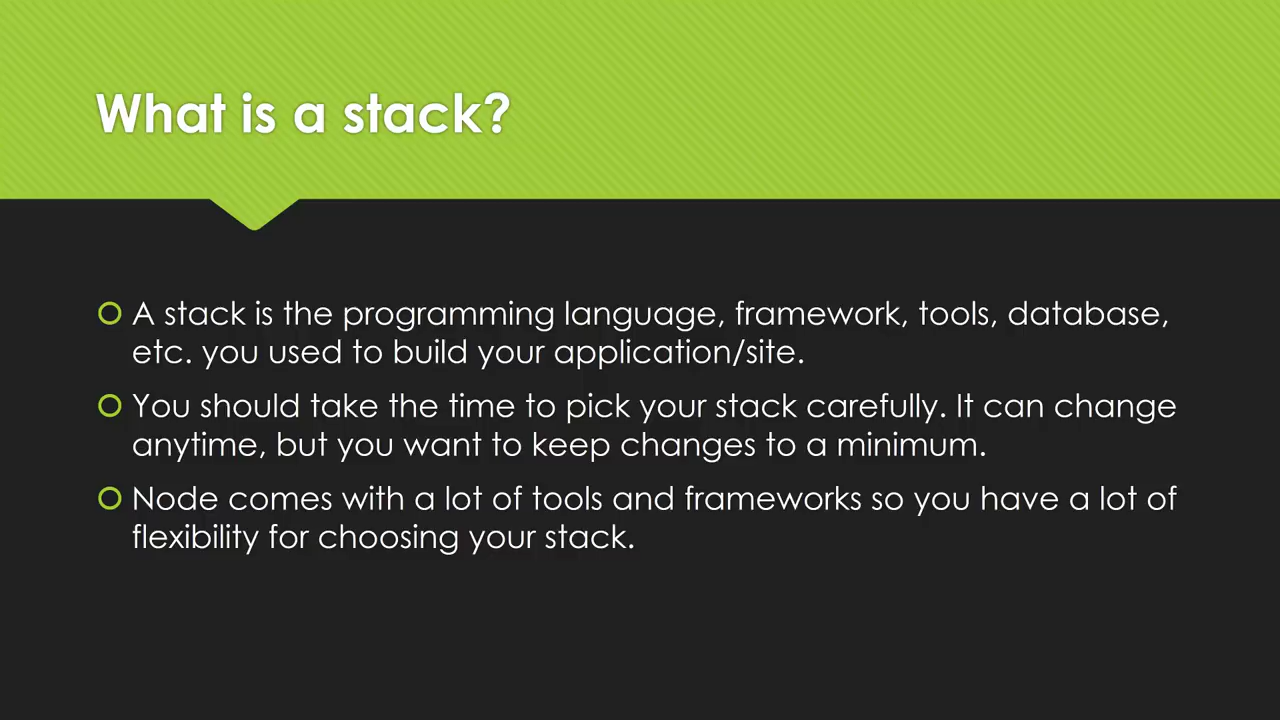 What is a stack?
A stack is the programming language, framework, tools, database,
etc. you used to build your application/site.
You should take the time to pick your stack carefully. It can change
anytime, but you want to keep changes to a minimum.
Node comes with a lot of tools and frameworks so you have a lot of
flexibility for choosing your stack.